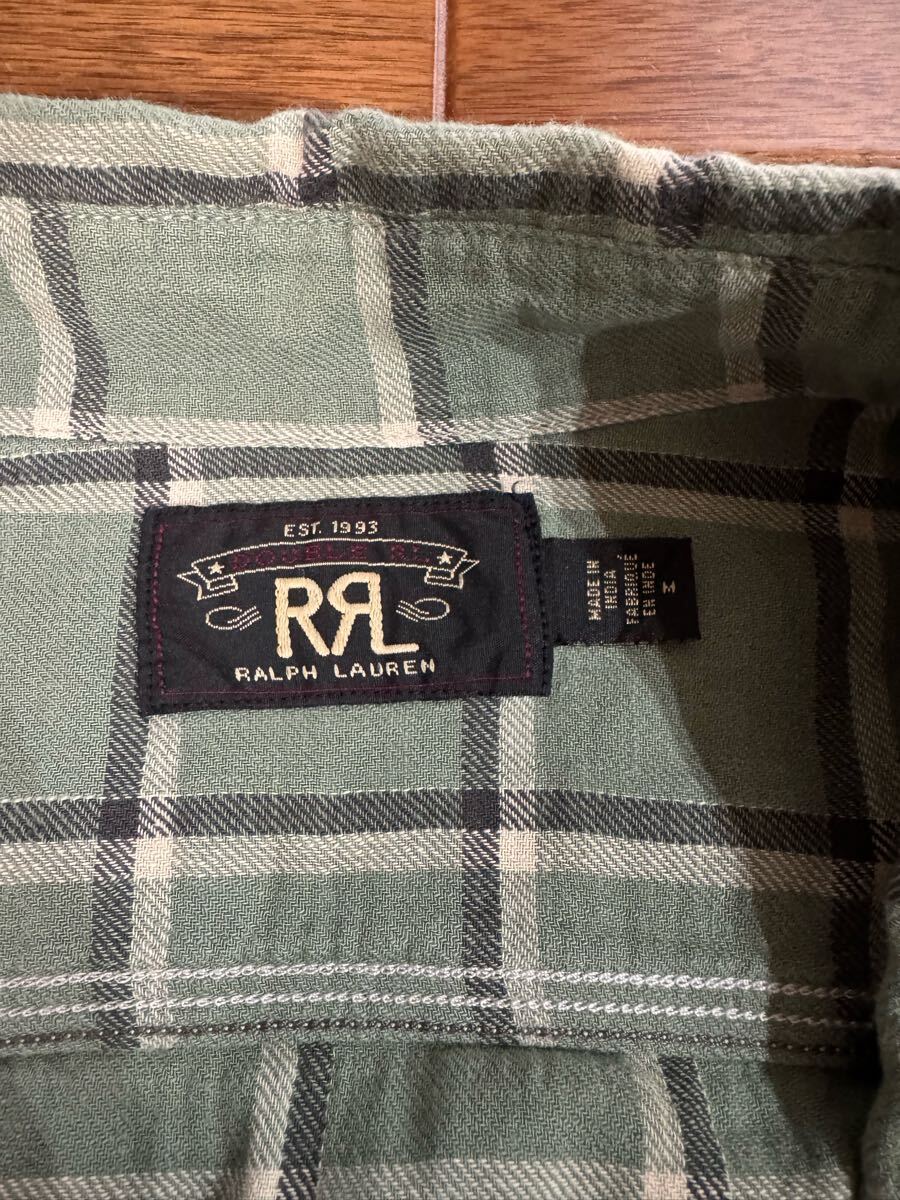 EST. 1993
DOUBLE RL
RRL
RALPH LAUREN
MADE IN
INDIA
FABRIQUÉ
EN INDE
M